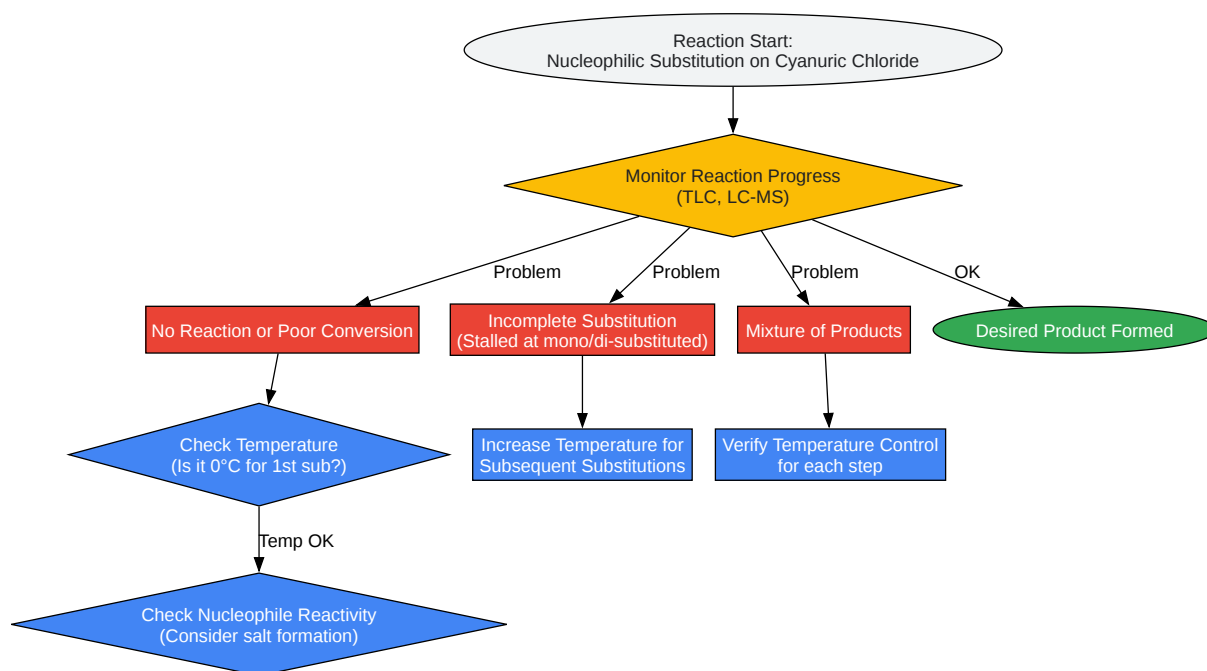 Reaction Start:
Nucleophilic Substitution on Cyanuric Chloride
Monitor Reaction Progress
(TLC, LC-MS)
Problem
Problem
Problem
OK
No Reaction or Poor Conversion
Incomplete Substitution
(Stalled at mono/di-substituted)
Mixture of Products
Desired Product Formed
Check Temperature
(Is it 0°C for 1st sub?)
Increase Temperature for
Subsequent Substitutions
Verify Temperature Control
for each step
Temp OK
Check Nucleophile Reactivity
(Consider salt formation)